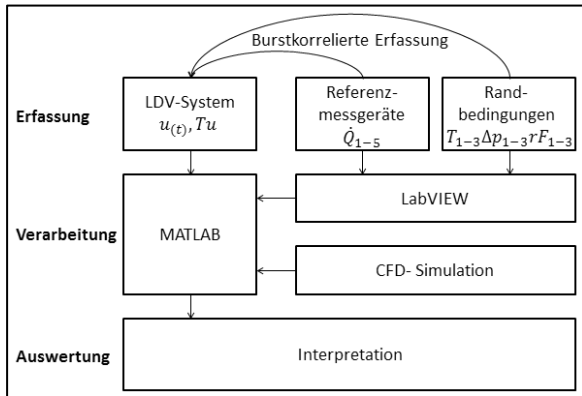 Burstkorrelierte Erfassung
Erfassung
LDV-System
u₍ₜ₎, Tu
Referenz-
messgeräte
Q̇₁₋₅
Rand-
bedingungen
T₁₋₃Δp₁₋₃rF₁₋₃
Verarbeitung
MATLAB
LabVIEW
CFD- Simulation
Auswertung
Interpretation